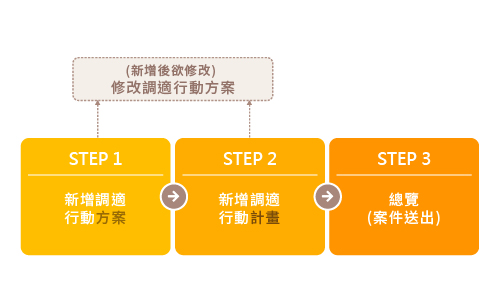 (新增後欲修改)
修改調適行動方案
STEP 1
新增調適
行動方案
STEP 2
新增調適
行動計畫
STEP 3
總覽
(案件送出)